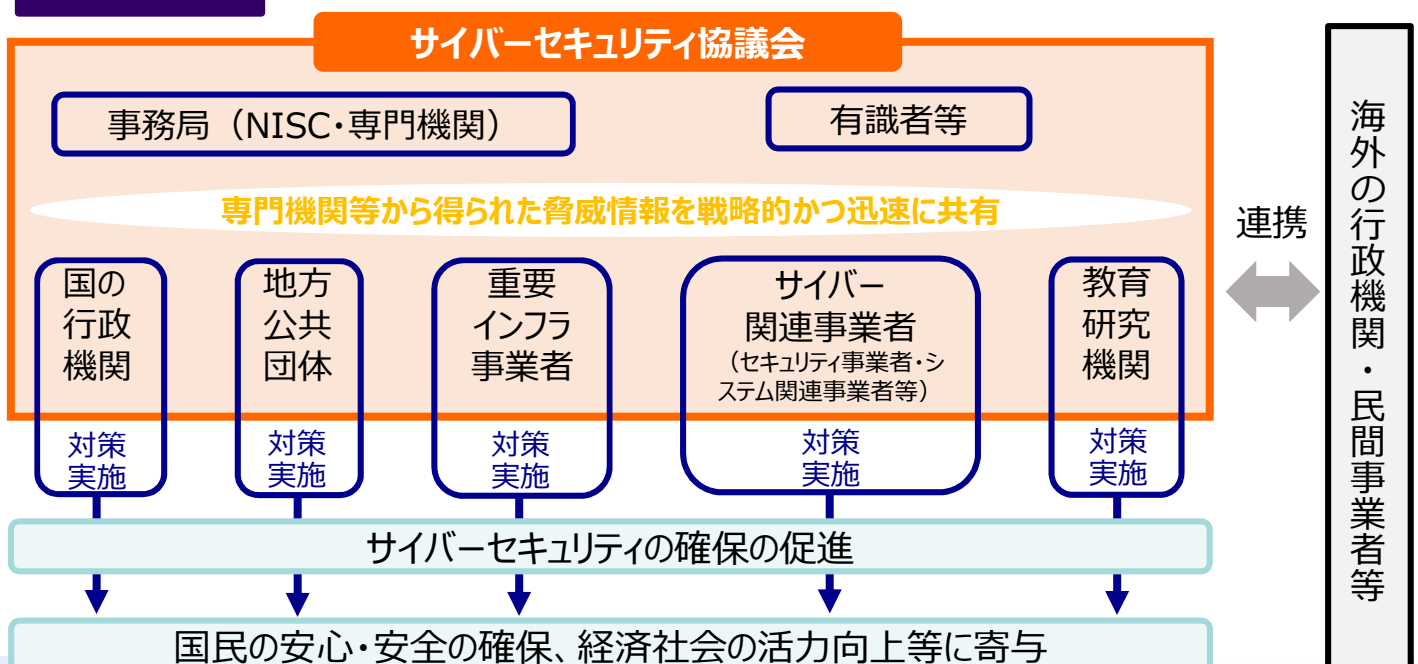 サイバーセキュリティ協議会
事務局（NISC・専門機関）
有識者等
専門機関等から得られた脅威情報を戦略的かつ迅速に共有
国の
行政
機関
対策
実施
地方
公共
団体
対策
実施
重要
インフラ
事業者
対策
実施
サイバー
関連事業者
（セキュリティ事業者・シ
ステム関連事業者等）
対策
実施
教育
研究
機関
対策
実施
連携
海外の行政機関・民間事業者等
サイバーセキュリティの確保の促進
国民の安心・安全の確保、経済社会の活力向上等に寄与